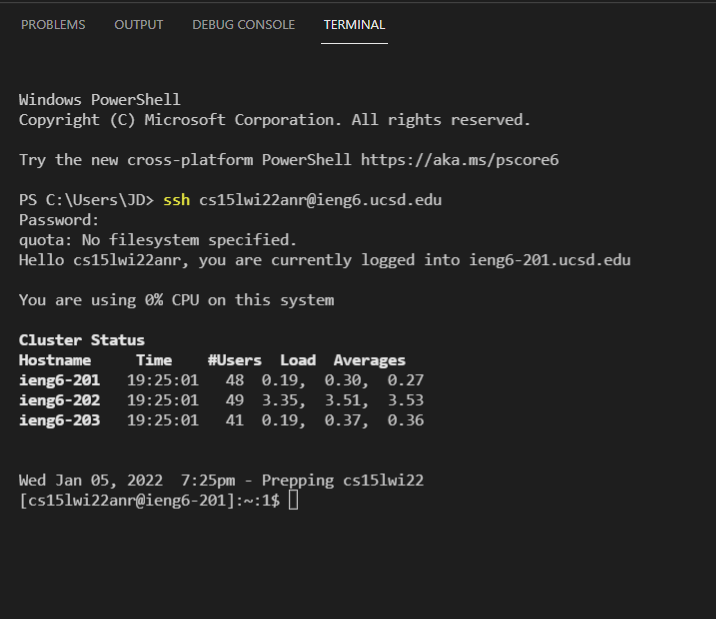 PROBLEMS OUTPUT DEBUG CONSOLE TERMINAL
Windows PowerShell
Copyright (C) Microsoft Corporation. All rights reserved.
Try the new cross-platform PowerShell https://aka.ms/pscore6
PS C:\Users\JD> ssh cs15lwi22anr@ieng6.ucsd.edu
Password:
quota: No filesystem specified.
Hello cs15lwi22anr, you are currently logged into ieng6-201.ucsd.edu
You are using 0% CPU on this system
Cluster Status
Hostname Time #Users Load Averages
ieng6-201 19:25:01 48 0.19, 0.30, 0.27
ieng6-202 19:25:01 49 3.35, 3.51, 3.53
ieng6-203 19:25:01 41 0.19, 0.37, 0.36
Wed Jan 05, 2022 7:25pm - Prepping cs15lwi22
[cs15lwi22anr@ieng6-201]:~:1$